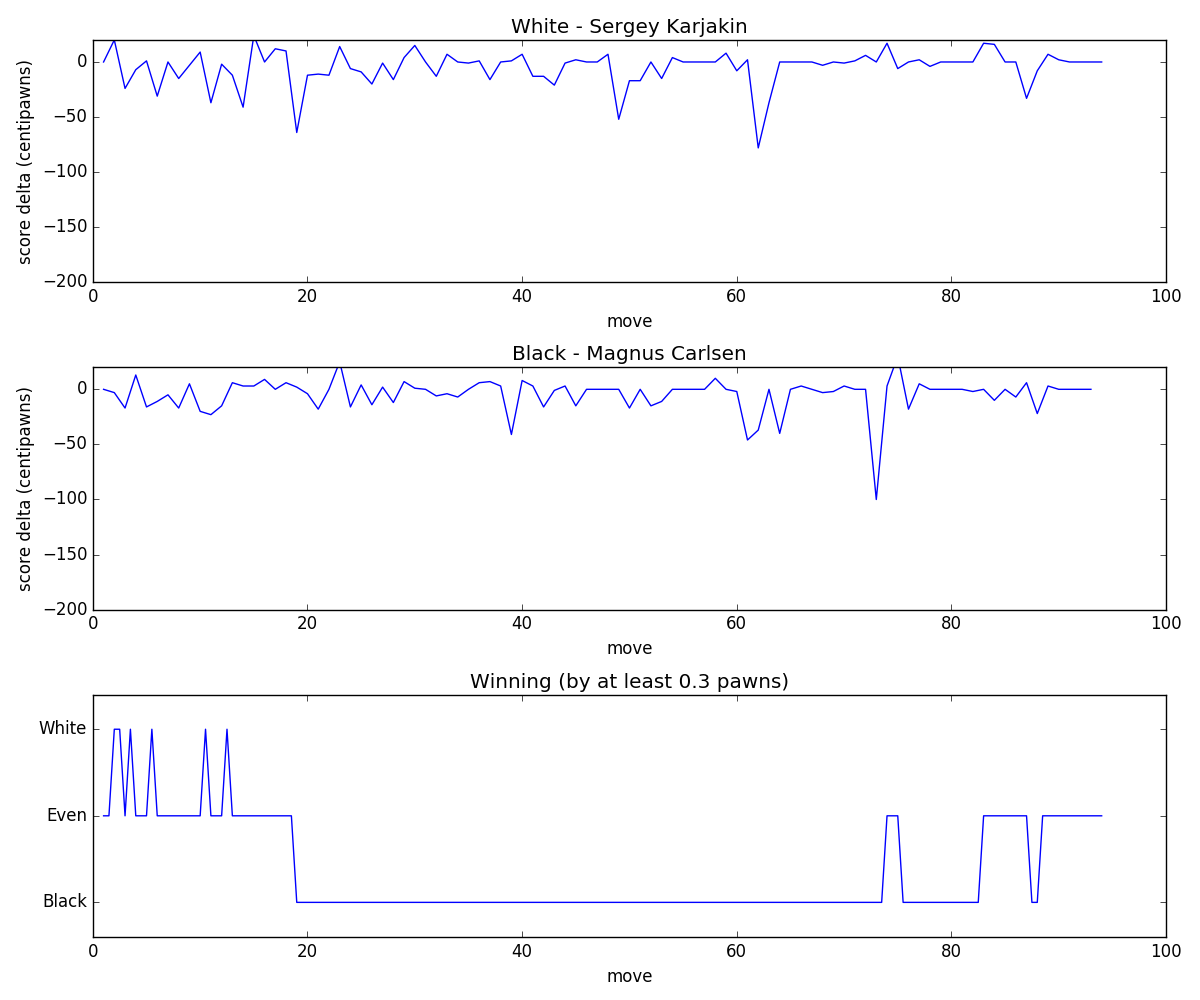 White - Sergey Karjakin
0
−50
−100
−150
−200
score delta (centipawns)
0 20 40 60 80 100
move
Black - Magnus Carlsen
0
−50
−100
−150
−200
score delta (centipawns)
0 20 40 60 80 100
move
Winning (by at least 0.3 pawns)
White
Even
Black
0 20 40 60 80 100
move